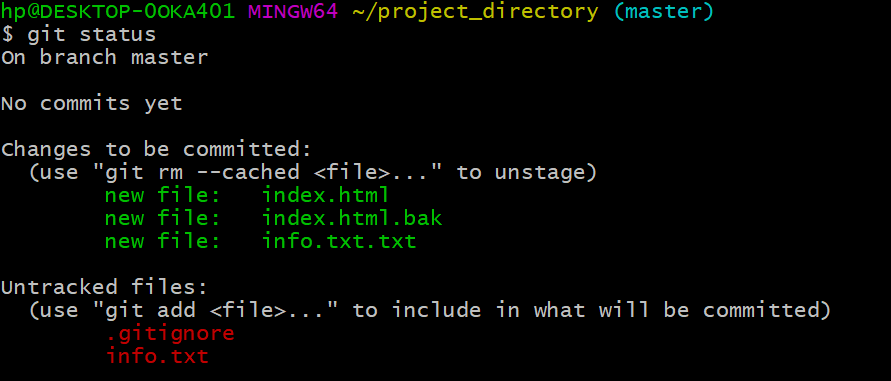 hp@DESKTOP-0OKA401 MINGW64 ~/project_directory (master)
$ git status
On branch master
No commits yet
Changes to be committed:
(use "git rm --cached <file>..." to unstage)
new file:   index.html
new file:   index.html.bak
new file:   info.txt.txt
Untracked files:
(use "git add <file>..." to include in what will be committed)
.gitignore
info.txt